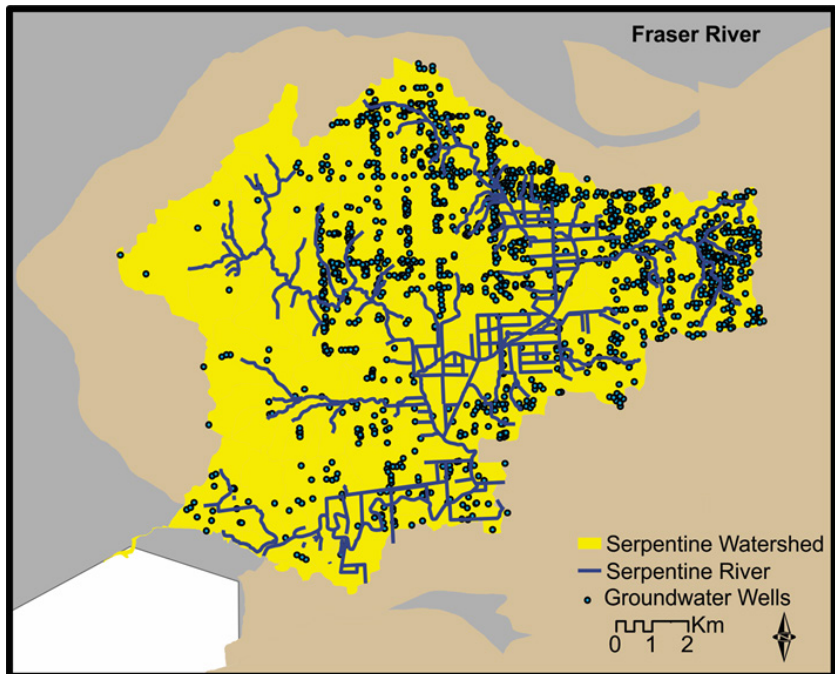 Fraser River
Serpentine Watershed
Serpentine River
Groundwater Wells
Km
0 1 2